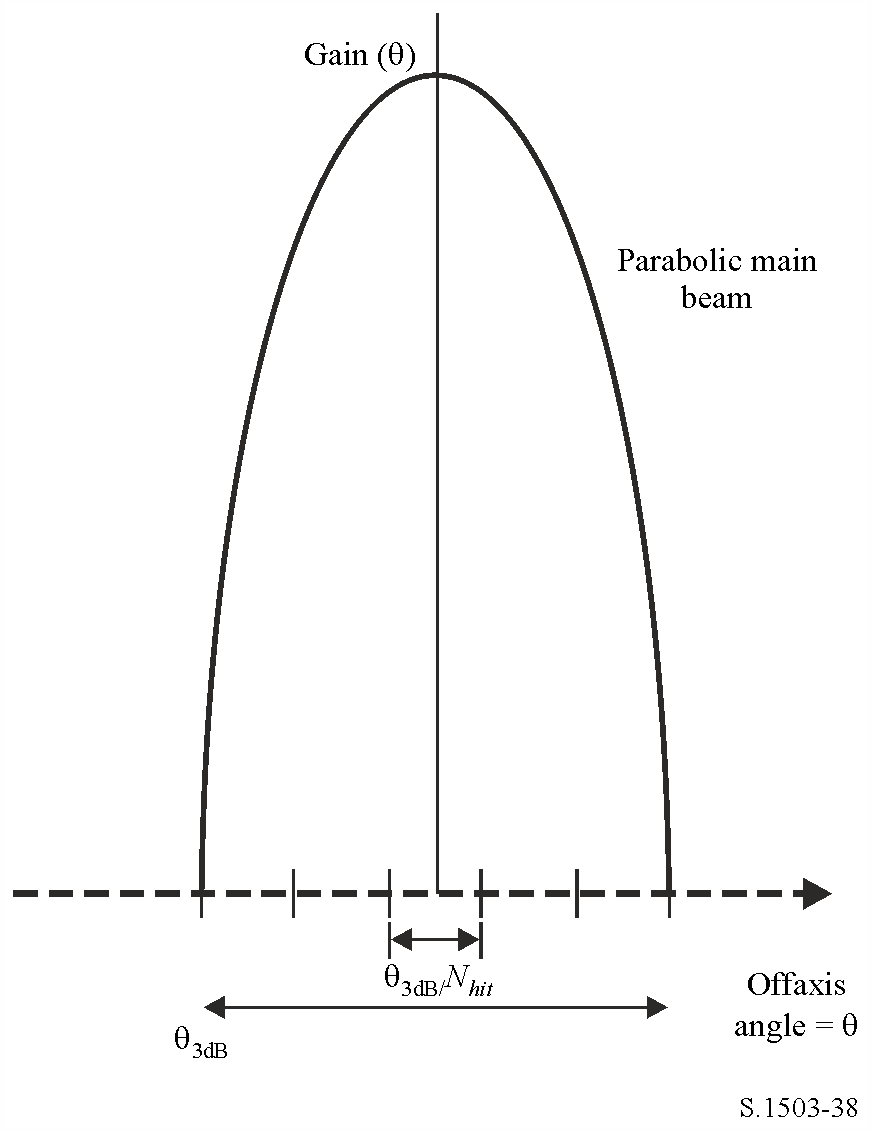 Gain (θ)
Parabolic main
beam
θ3dB/Nhit
θ3dB
Offaxis
angle = θ
S.1503-38